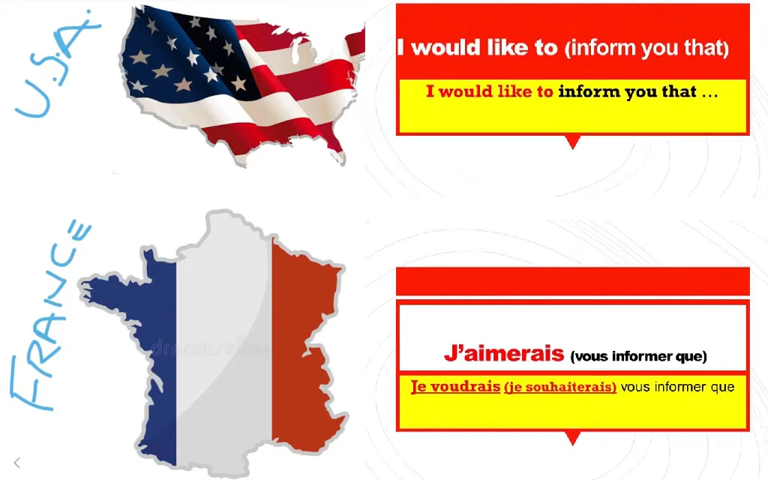 U.S.A.
I would like to (inform you that)
I would like to inform you that ...
FRANCE
J'aimerais (vous informer que)
Je voudrais (je souhaiterais) vous informer que